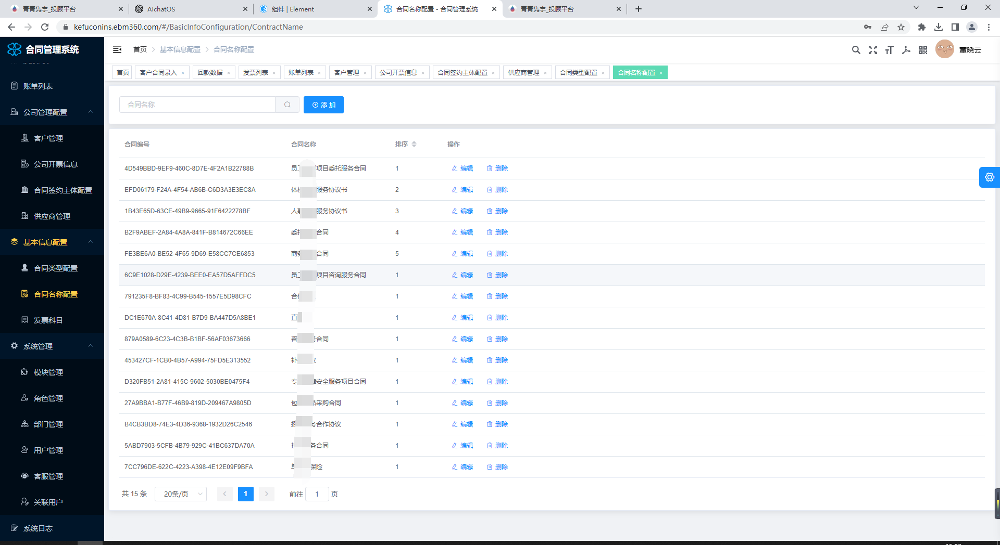 青青隽宇_投顾平台
AIchatOS
组件 | Element
合同名称配置 - 合同管理系统
青青隽宇_投顾平台
kefuconins.ebm360.com/#/BasicInfoConfiguration/ContractName
合同管理系统
首页 > 基本信息配置 > 合同名称配置
董晓云
首页
客户合同录入 ×
回款数据 ×
发票列表 ×
账单列表 ×
客户管理 ×
公司开票信息 ×
合同签约主体配置 ×
供应商管理 ×
合同类型配置 ×
合同名称配置 ×
账单列表
公司管理配置
客户管理
公司开票信息
合同签约主体配置
供应商管理
基本信息配置
合同类型配置
合同名称配置
发票科目
系统管理
模块管理
角色管理
部门管理
用户管理
客服管理
关联用户
系统日志
合同名称
添加
合同编号 合同名称 排序 操作
4D549BBD-9EF9-460C-8D7E-4F2A1B22788B 员 项目委托服务合同 1 编辑 删除
EFD06179-F24A-4F54-AB6B-C6D3A3E3EC8A 体 服务协议书 2 编辑 删除
1B43E65D-63CE-49B9-9665-91F6422278BF 人 服务协议书 3 编辑 删除
B2F9ABEF-2A84-4A8A-841F-B814672C66EE 委 合同 4 编辑 删除
FE3BE6A0-BE52-4F65-9D69-E58CC7CE6853 商 合同 5 编辑 删除
6C9E1028-D29E-4239-BEE0-EA57D5AFFDC5 员 项目咨询服务合同 1 编辑 删除
791235F8-BF83-4C99-B545-1557E5D98CFC 合 1 编辑 删除
DC1E670A-8C41-4D81-B7D9-BA447D5A8BE1 直 1 编辑 删除
879A0589-6C23-4C3B-B1BF-56AF03673666 咨 合同 1 编辑 删除
453427CF-1CB0-4B57-A994-75FD5E313552 补 1 编辑 删除
D320FB51-2A81-415C-9602-5030BE0475F4 专 安全服务项目合同 1 编辑 删除
27A9BBA1-B77F-46B9-819D-209467A9805D 包 采购合同 1 编辑 删除
B4CB3BD8-74E3-4D36-9368-1932D26C2546 招 务合作协议 1 编辑 删除
5ABD7903-5CFB-4B79-929C-41BC637DA70A 务合同 1 编辑 删除
7CC796DE-622C-4223-A398-4E12E09F9BFA 保险 1 编辑 删除
共 15 条 20条/页 < 1 > 前往 1 页